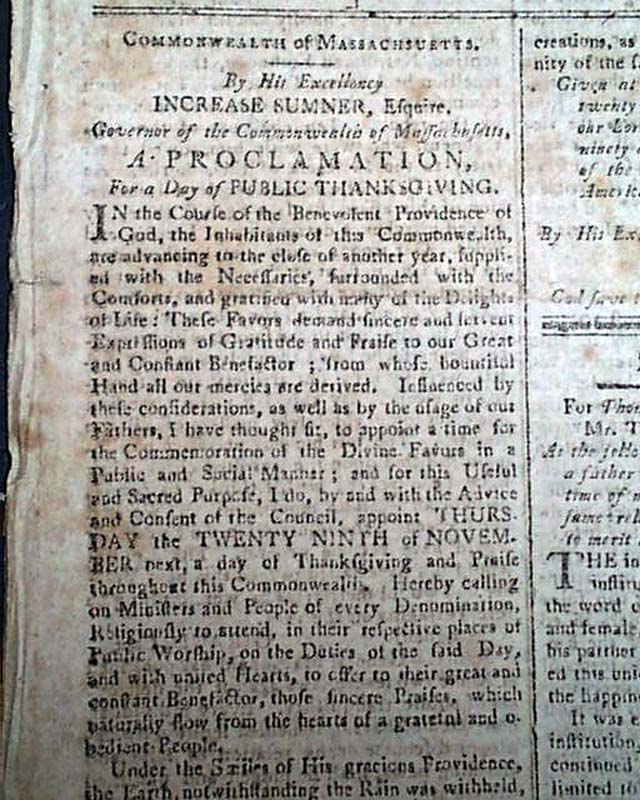 COMMONWEALTH of MASSACHSUETTS.
By His Excellency
INCREASE SUMNER, Esquire,
Governor of the Commonwealth of Massachusetts,
A PROCLAMATION,
For a Day of PUBLIC THANKSGIVING.
IN the Course of the Benevolent Providence of
God, the Inhabitants of this Commonwealth,
are advancing to the close of another year, suppli-
ed with the Necessaries, surrounded with the
Comforts, and gratified with many of the Delights
of Life: These Favors demand sincere and fervent
Expressions of Gratitude and Praise to our Great
and Constant Benefactor; from whose bountiful
Hand all our mercies are derived. Influenced by
these considerations, as well as by the usage of our
Fathers, I have thought fit, to appoint a time for
the Commemoration of the Divine Favors in a
Public and Social Manner; and for this Useful
and Sacred Purpose, I do, by and with the Advice
and Consent of the Council, appoint THURS-
DAY the TWENTY NINTH of NOVEM-
BER next, a day of Thanksgiving and Praise
throughout this Commonwealth. Hereby calling
on Ministers and People of every Denomination,
Religiously to attend, in their respective places of
Public Worship, on the Duties of the said Day,
and with united Hearts, to offer to their great and
constant Benefactor, those sincere Praises, which
naturally flow from the hearts of a grateful and o-
bedient People.
Under the Smiles of His gracious Providence,
the Earth, notwithstanding the Rain was withheld,
creations, as
nity of the
Given at
twenty
our Lord
ninety
of the
By His
God save
For
Mr. T
At the
a father
time of
same
to merit
THE in
the word
and female
his partner
ed this
the happin
It was
institution
continued
limited to